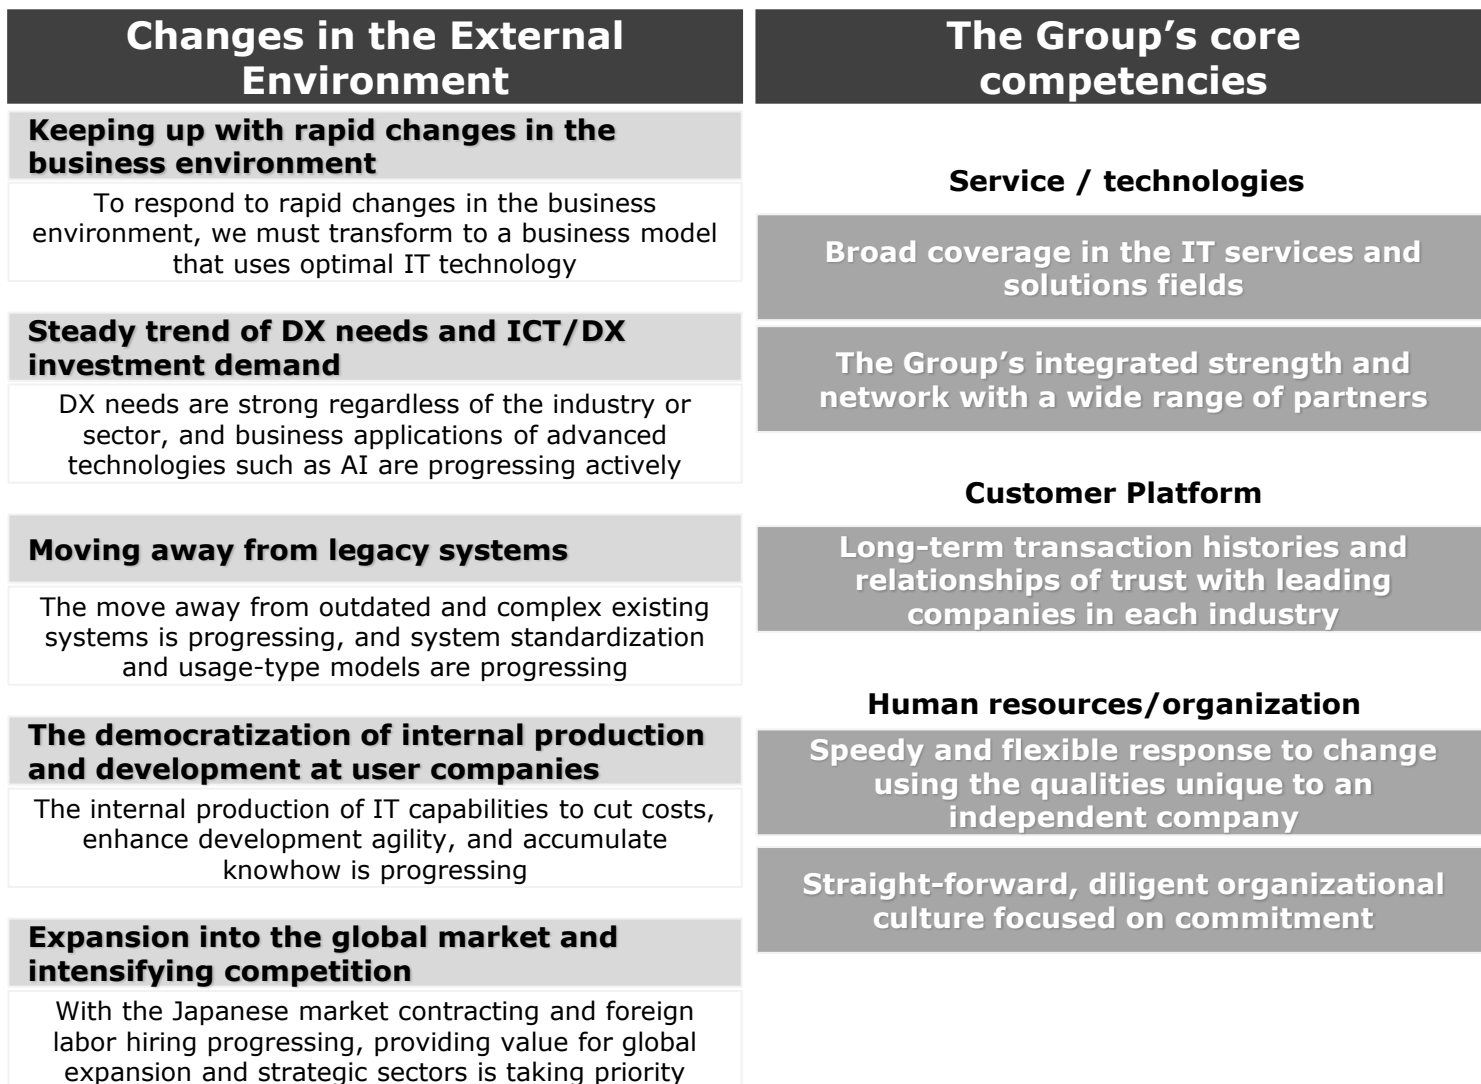 Changes in the External
Environment
Keeping up with rapid changes in the
business environment
To respond to rapid changes in the business
environment, we must transform to a business model
that uses optimal IT technology
Steady trend of DX needs and ICT/DX
investment demand
DX needs are strong regardless of the industry or
sector, and business applications of advanced
technologies such as AI are progressing actively
Moving away from legacy systems
The move away from outdated and complex existing
systems is progressing, and system standardization
and usage-type models are progressing
The democratization of internal production
and development at user companies
The internal production of IT capabilities to cut costs,
enhance development agility, and accumulate
knowhow is progressing
Expansion into the global market and
intensifying competition
With the Japanese market contracting and foreign
labor hiring progressing, providing value for global
expansion and strategic sectors is taking priority
The Group’s core
competencies
Service / technologies
Broad coverage in the IT services and
solutions fields
The Group’s integrated strength and
network with a wide range of partners
Customer Platform
Long-term transaction histories and
relationships of trust with leading
companies in each industry
Human resources/organization
Speedy and flexible response to change
using the qualities unique to an
independent company
Straight-forward, diligent organizational
culture focused on commitment